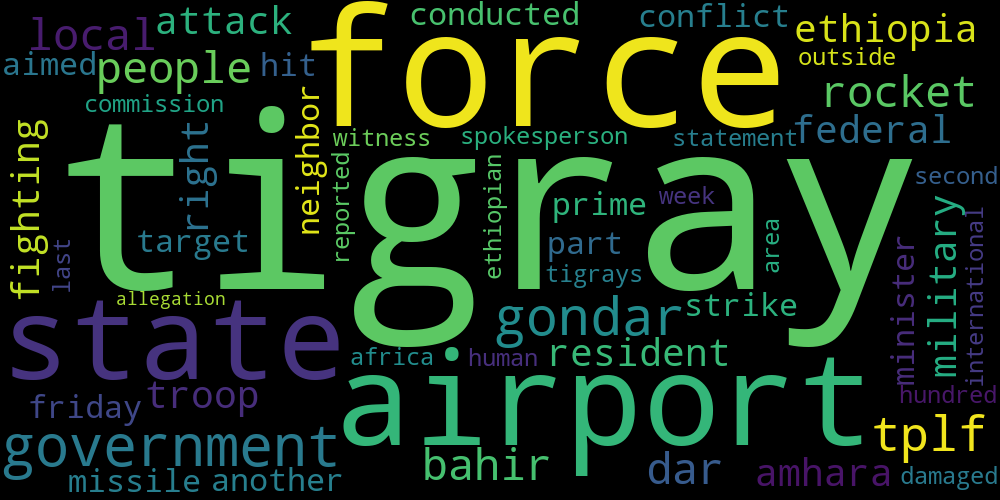 conducted
conflict
local
attack
force
ethiopia
aimed
people
hit
outside
commission
rocket
neighbor
witness
spokesperson
statement
federal
fighting
right
tigray
reported
ethiopian
second
prime
week
target
part
area
last
tigrays
military
international
minister
allegation
state
gondar
strike
africa
human
resident
friday
troop
airport
hundred
government
tplf
bahir
dar
amhara
damaged
missile
another